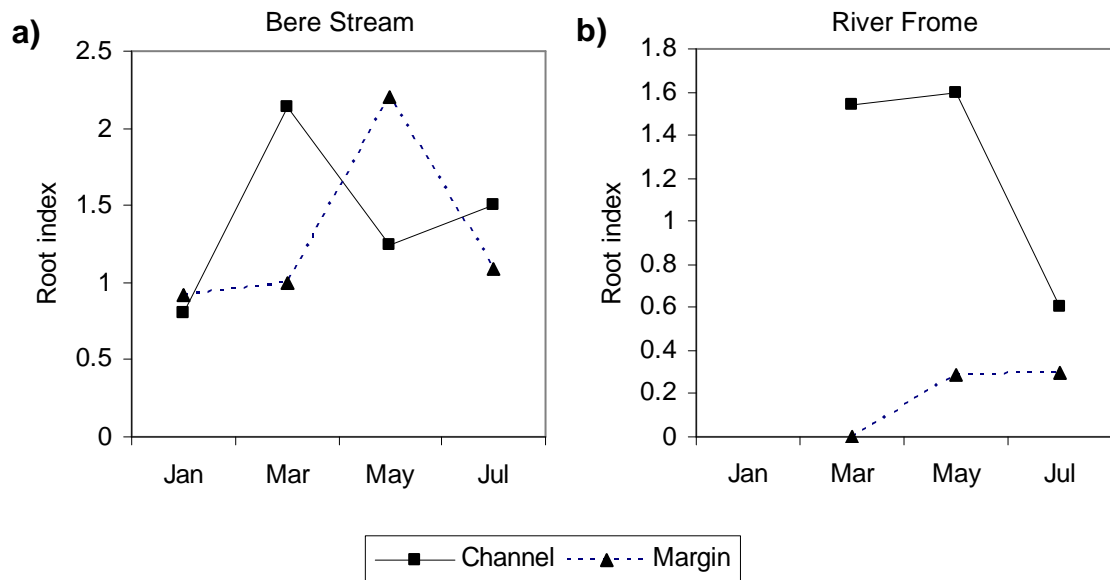 a)
Bere Stream
Root index
2.5
2
1.5
1
0.5
0
Jan Mar May Jul
b)
River Frome
Root index
1.8
1.6
1.4
1.2
1
0.8
0.6
0.4
0.2
0
Jan Mar May Jul
Channel Margin